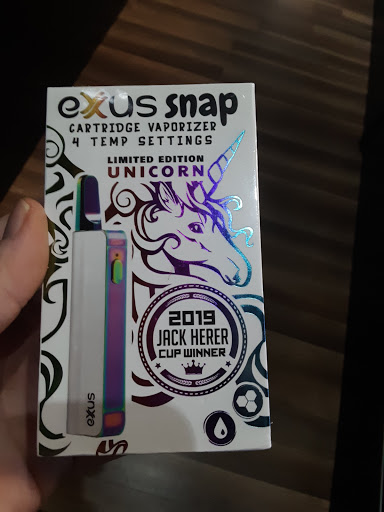 exus snap
CARTRIDGE VAPORIZER
4 TEMP SETTINGS
LIMITED EDITION
UNICORN
2019
JACK HERER
CUP WINNER
exus